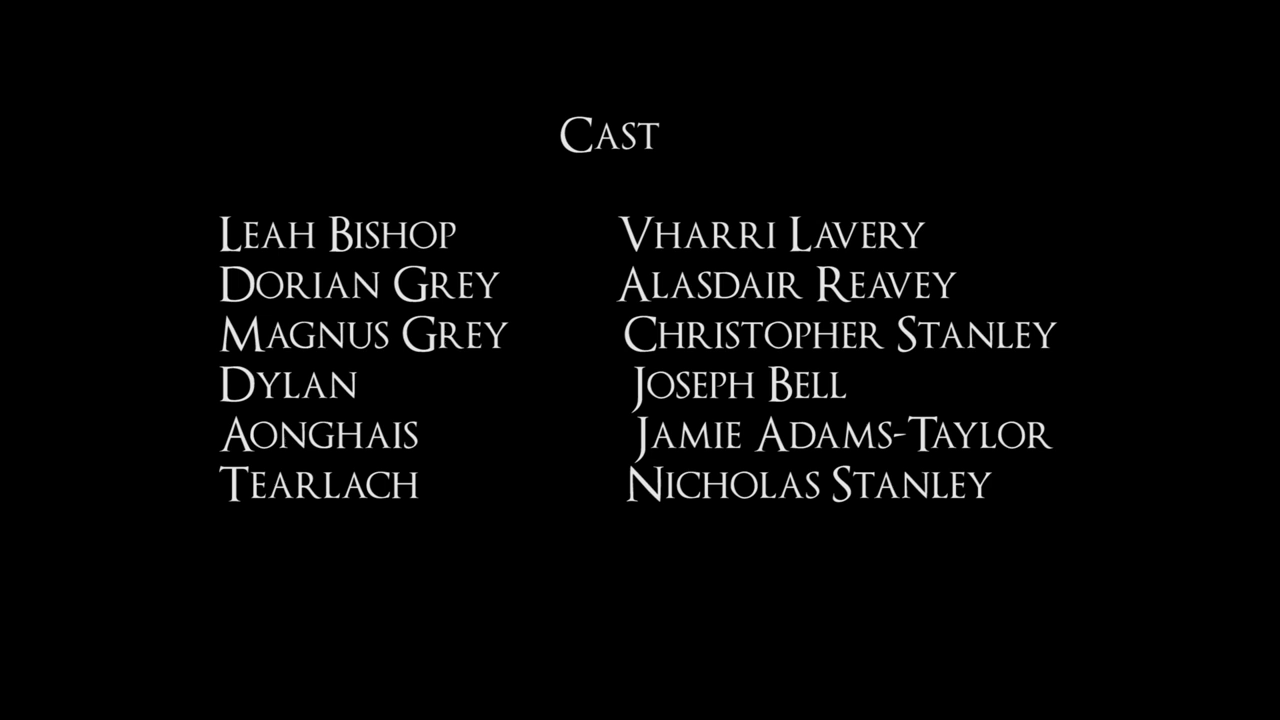 Cast
Leah Bishop Vharri Lavery
Dorian Grey Alasdair Reavey
Magnus Grey Christopher Stanley
Dylan Joseph Bell
Aonghais Jamie Adams-Taylor
Tearlach Nicholas Stanley